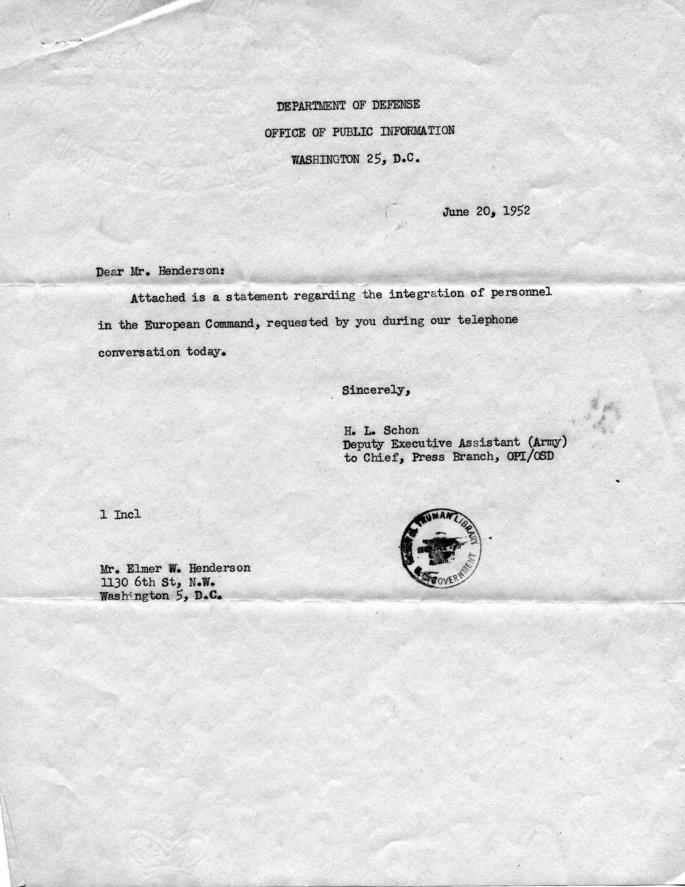 DEPARTMENT OF DEFENSE
OFFICE OF PUBLIC INFORMATION
WASHINGTON 25, D.C.
June 20, 1952
Dear Mr. Henderson:
Attached is a statement regarding the integration of personnel
in the European Command, requested by you during our telephone
conversation today.
Sincerely,
H. L. Schon
Deputy Executive Assistant (Army)
to Chief, Press Branch, OPI/OSD
1 Incl
TRUMAN LIBRARY
GOVERNMENT
Mr. Elmer W. Henderson
1130 6th St, N.W.
Washington 5, D.C.